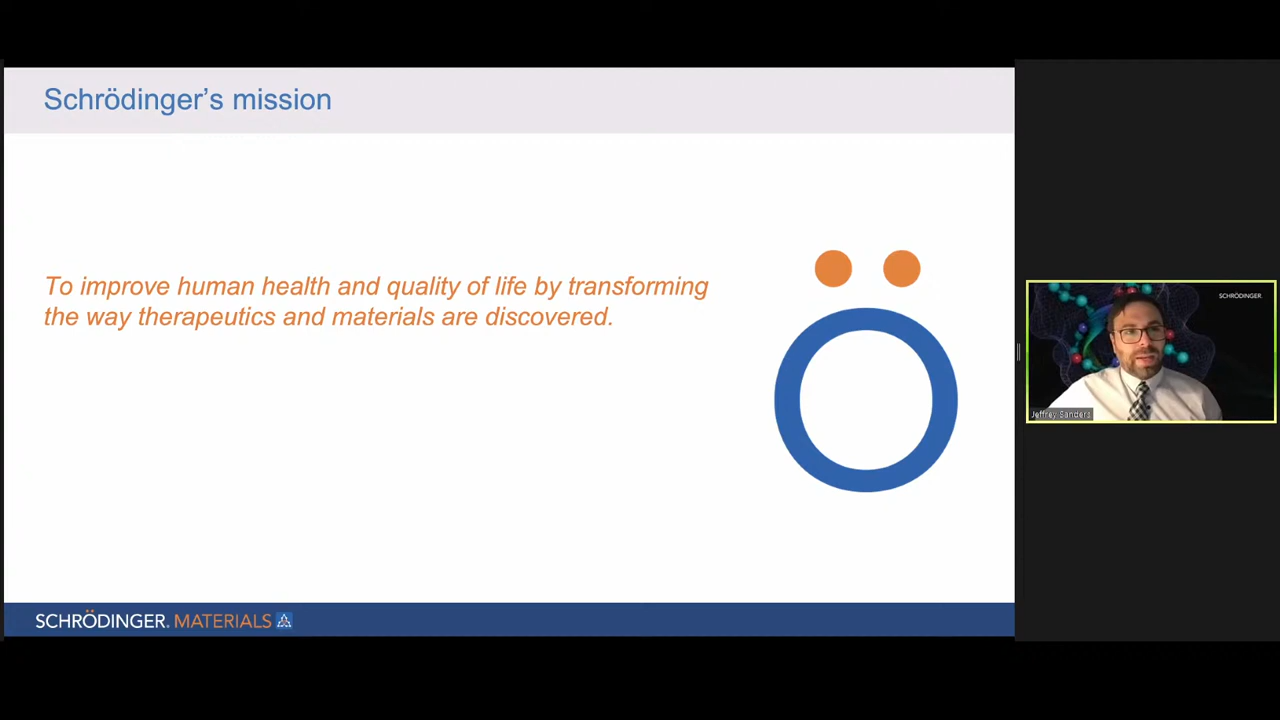 Schrödinger's mission
To improve human health and quality of life by transforming
the way therapeutics and materials are discovered.
SCHRÖDINGER.
Jeffrey Sanders
SCHRÖDINGER. MATERIALS